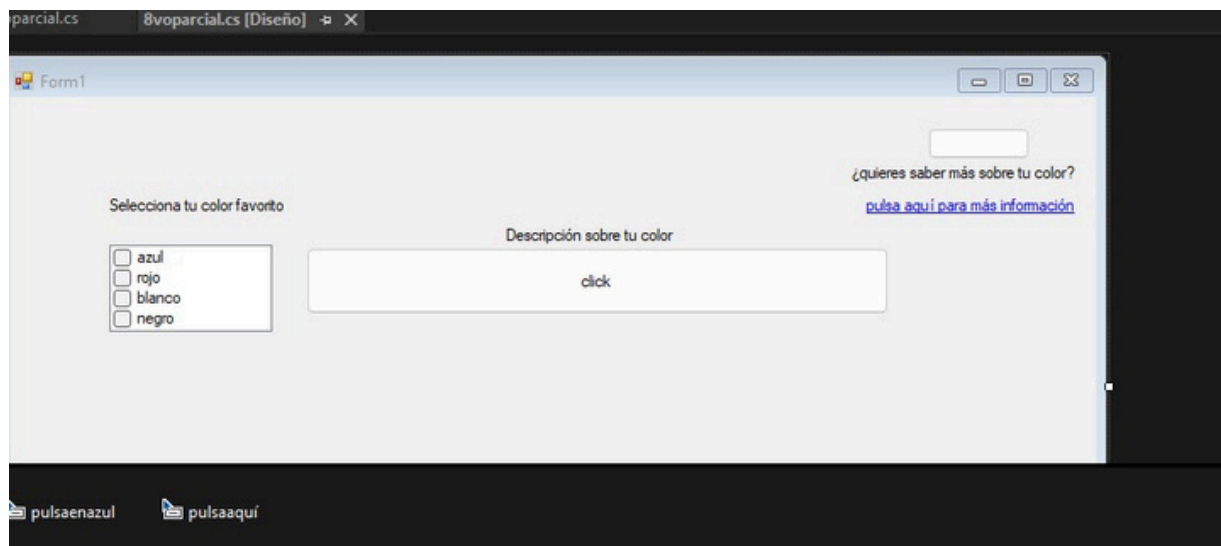 parcial.cs 8voparcial.cs [Diseño]
Form1
¿quieres saber más sobre tu color?
Selecciona tu color favorito
pulsa aquí para más información
Descripción sobre tu color
azul
click
rojo
blanco
negro
pulsaenazul pulsaaquí